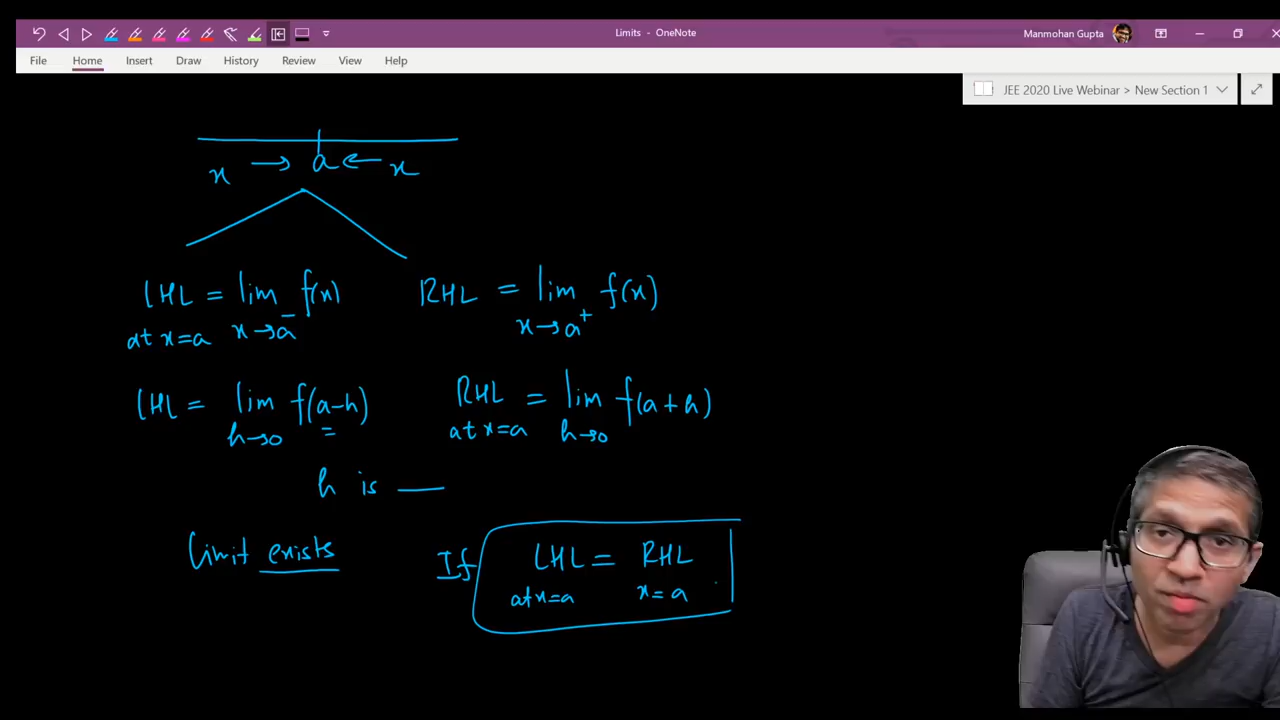 Limits - OneNote
Manmohan Gupta
File Home Insert Draw History Review View Help
JEE 2020 Live Webinar > New Section 1
x → a ← x
LHL = lim f(x) RHL = lim f(x)
at x=a x→a⁻ x→a⁺
LHL = lim f(a-h) RHL = lim f(a+h)
h→0 at x=a h→0
h is __
Limit exists If LHL = RHL
at x=a x=a